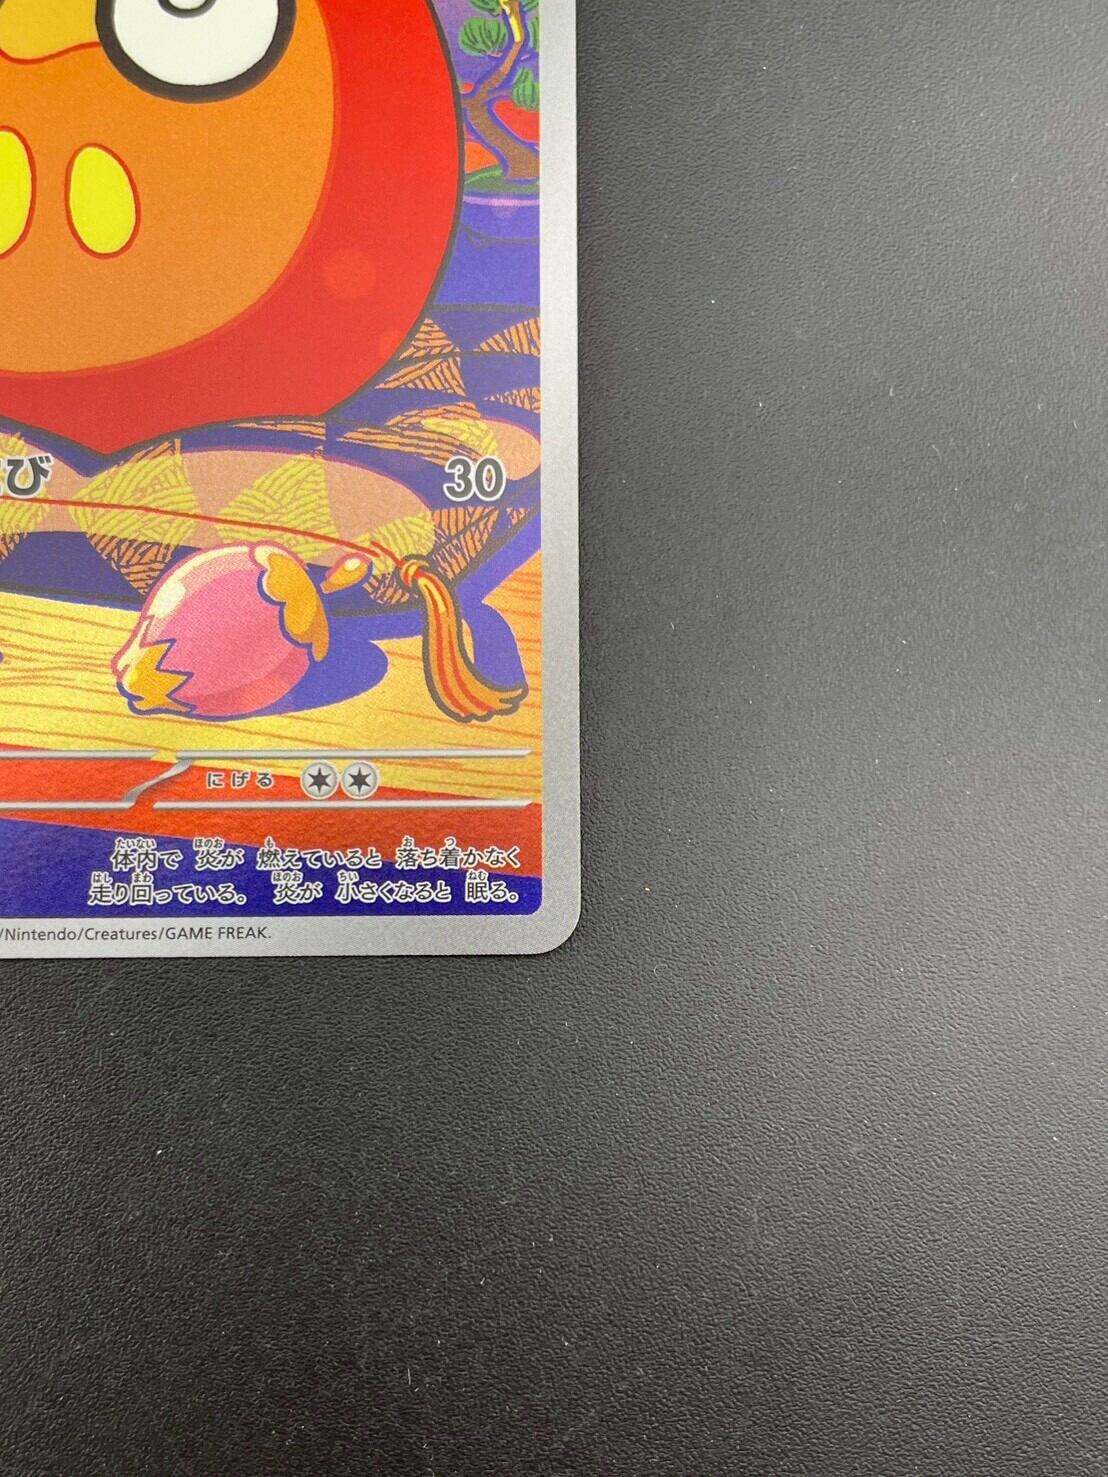 び 30
にげる
体内で 炎が 燃えていると 落ち着かなく
走り回っている。 炎が 小さくなると 眠る。
/Nintendo/Creatures/GAME FREAK.